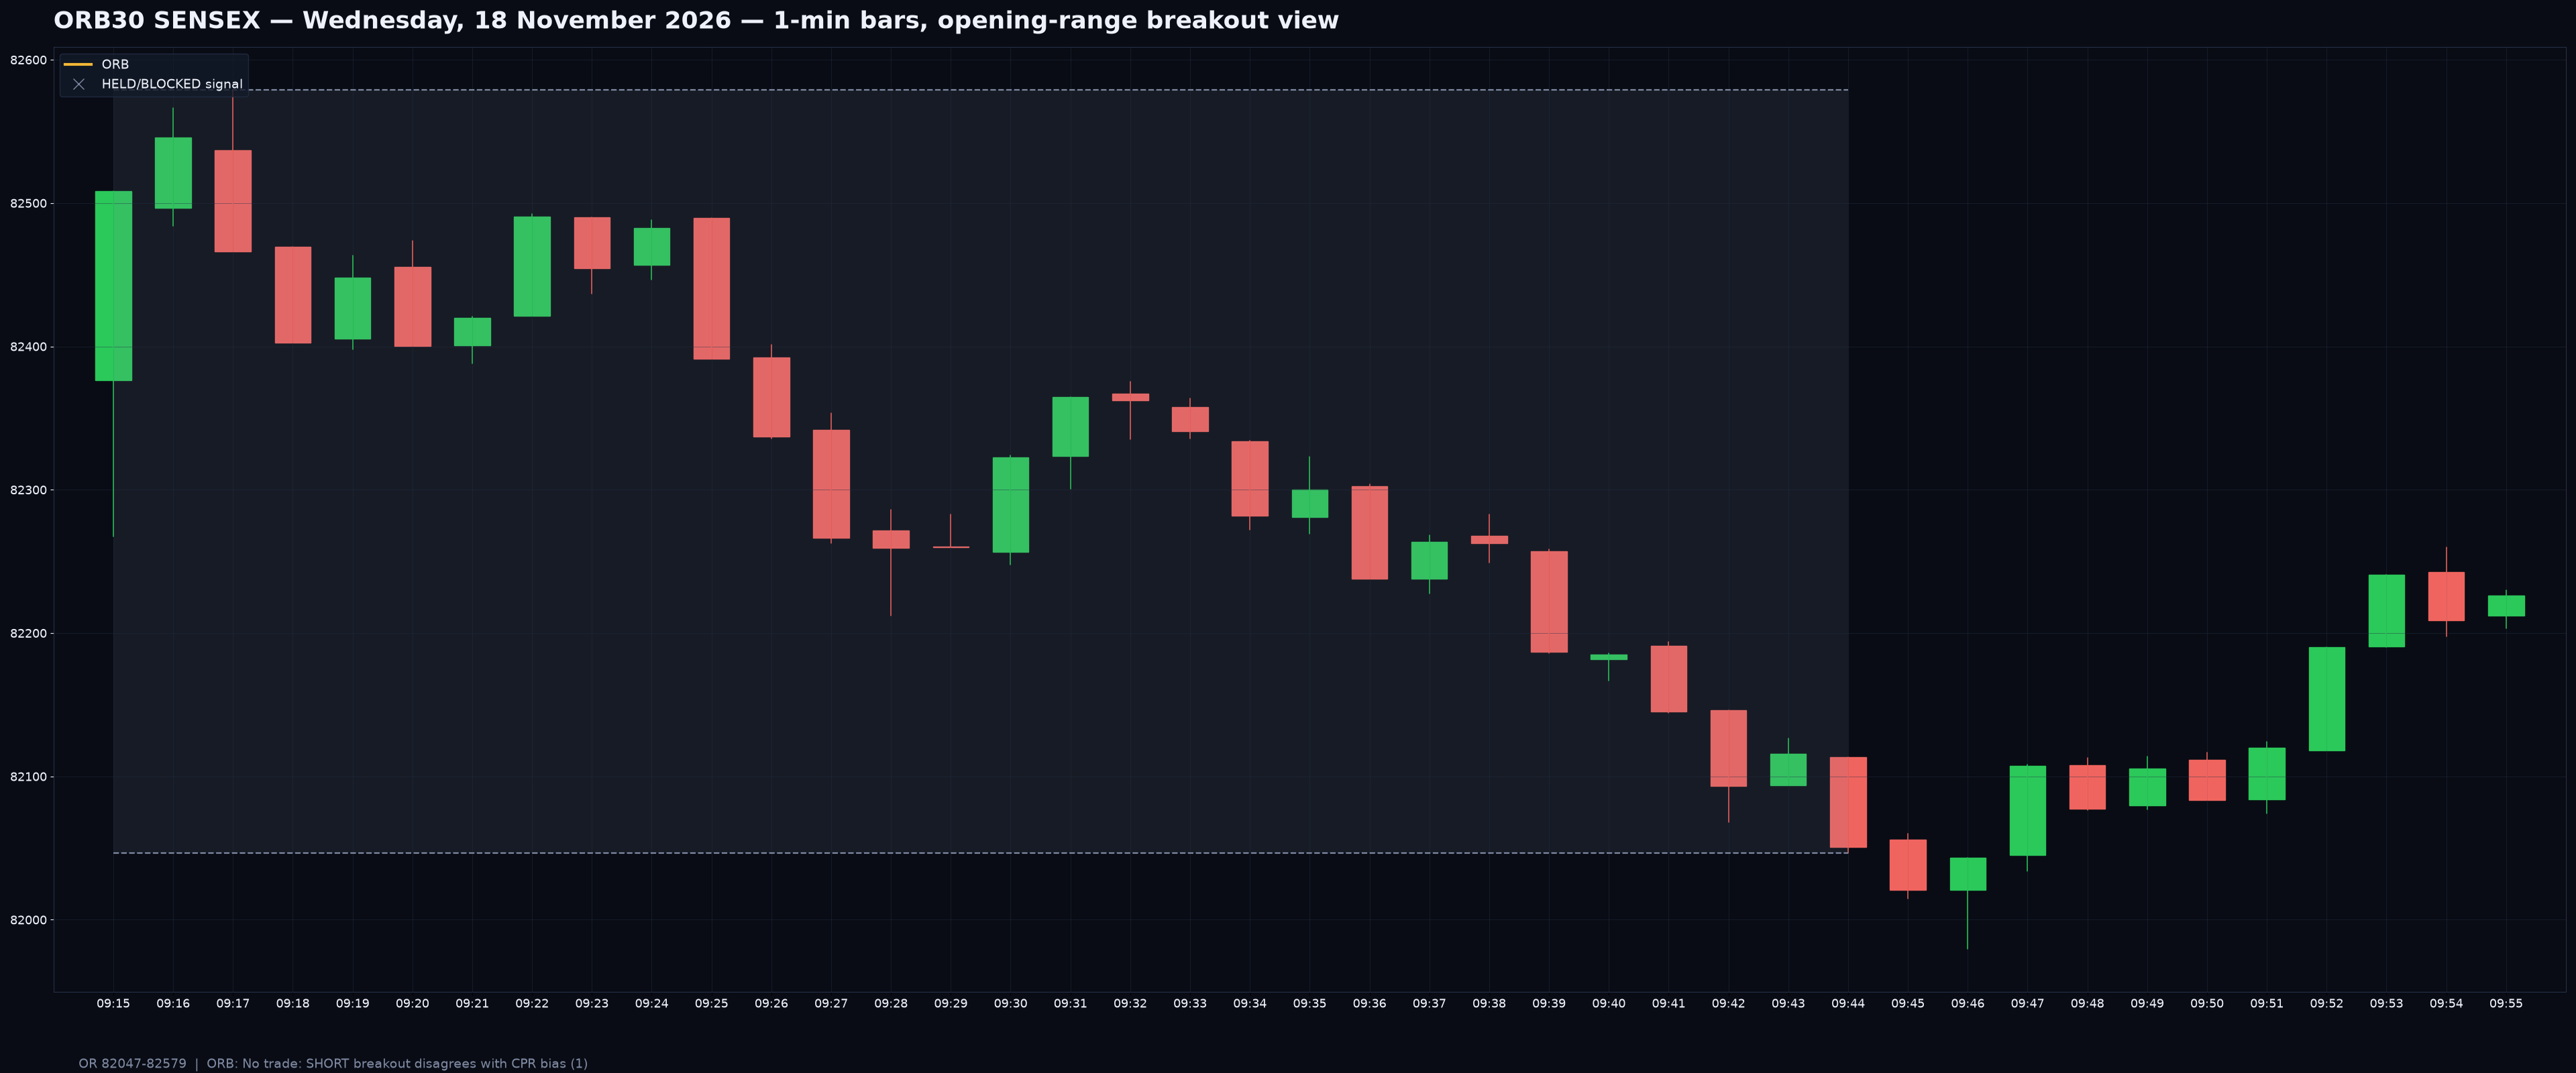 ORB30 SENSEX — Wednesday, 18 November 2026 — 1-min bars, opening-range breakout view
ORB
HELD/BLOCKED signal
82600
82500
82400
82300
82200
82100
82000
09:15 09:16 09:17 09:18 09:19 09:20 09:21 09:22 09:23 09:24 09:25 09:26 09:27 09:28 09:29 09:30 09:31 09:32 09:33 09:34 09:35 09:36 09:37 09:38 09:39 09:40 09:41 09:42 09:43 09:44 09:45 09:46 09:47 09:48 09:49 09:50 09:51 09:52 09:53 09:54 09:55
OR 82047-82579 | ORB: No trade: SHORT breakout disagrees with CPR bias (1)